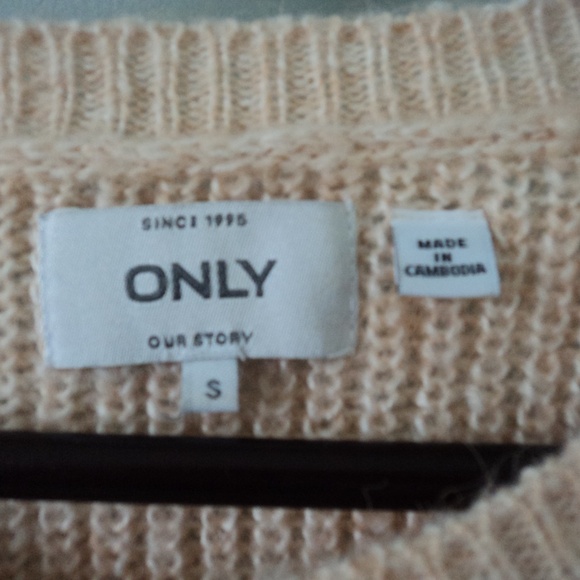 SINCE 1995
ONLY
OUR STORY
S
MADE
IN
CAMBODIA